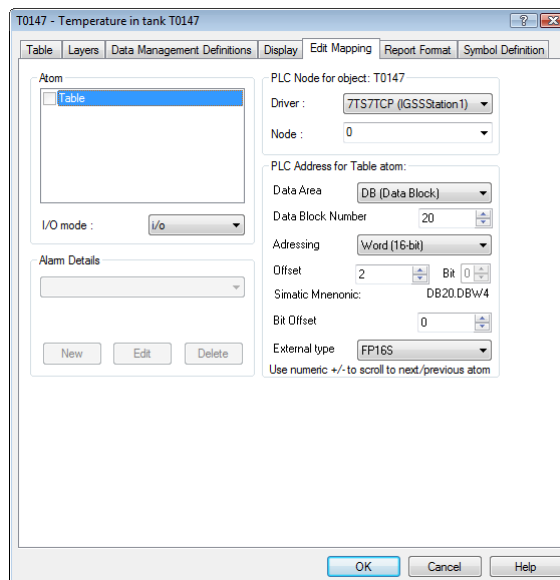 T0147 - Temperature in tank T0147
Table Layers Data Management Definitions Display Edit Mapping Report Format Symbol Definition
Atom
Table
I/O mode : i/o
Alarm Details
New Edit Delete
PLC Node for object: T0147
Driver : 7TS7TCP (IGSSStation1)
Node : 0
PLC Address for Table atom:
Data Area DB (Data Block)
Data Block Number 20
Adressing Word (16-bit)
Offset 2 Bit 0
Simatic Mnenonic: DB20.DBW4
Bit Offset 0
External type FP16S
Use numeric +/- to scroll to next/previous atom
OK Cancel Help